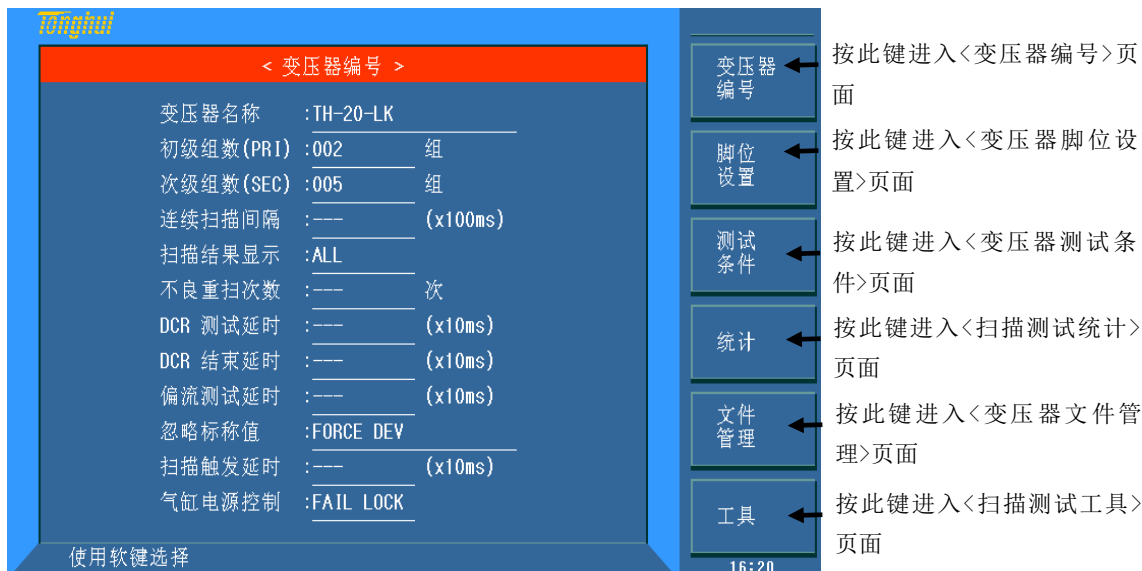 Tonghui
< 变压器编号 >
变压器名称 :TH-20-LK
初级组数(PRI) :002 组
次级组数(SEC) :005 组
连续扫描间隔 :--- (x100ms)
扫描结果显示 :ALL
不良重扫次数 :--- 次
DCR 测试延时 :--- (x10ms)
DCR 结束延时 :--- (x10ms)
偏流测试延时 :--- (x10ms)
忽略标称值 :FORCE DEV
扫描触发延时 :--- (x10ms)
气缸电源控制 :FAIL LOCK
使用软键选择
变压器
编号
脚位
设置
测试
条件
统计
文件
管理
工具
16:20
按此键进入<变压器编号>页
面
按此键进入<变压器脚位设
置>页面
按此键进入<变压器测试条
件>页面
按此键进入<扫描测试统计>
页面
按此键进入<变压器文件管
理>页面
按此键进入<扫描测试工具>
页面